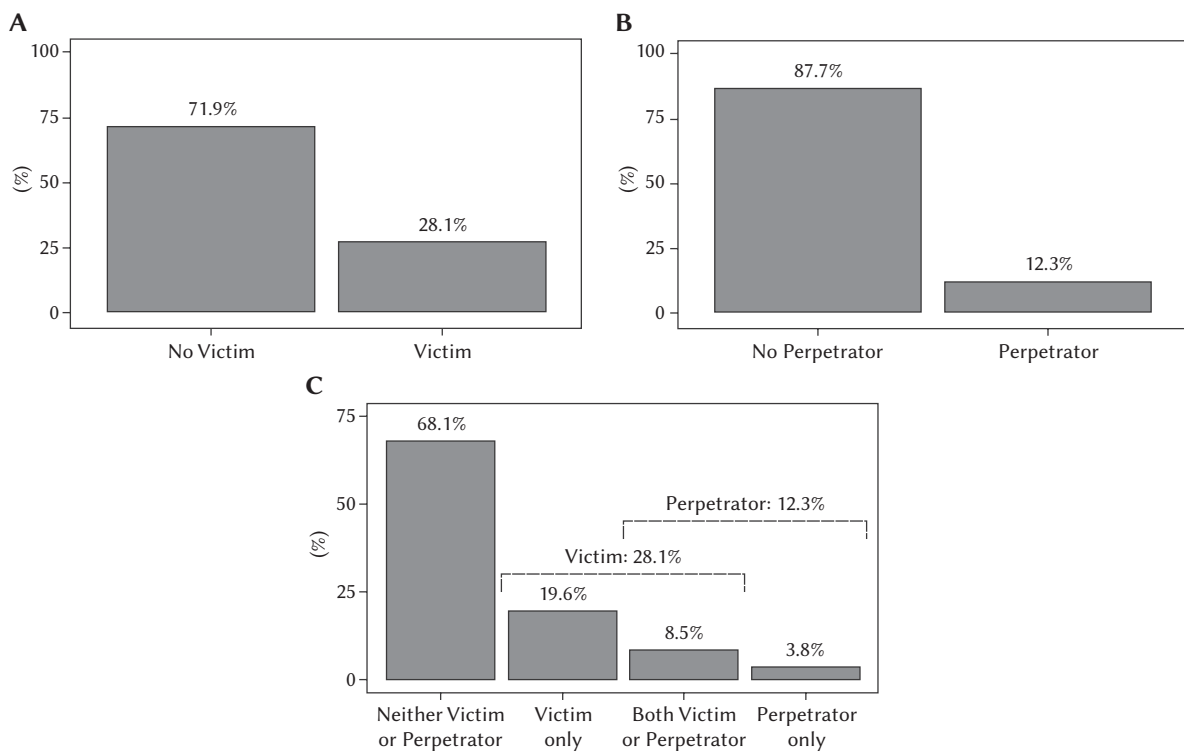 A
(%)
100
75
50
25
0
71.9%
28.1%
No Victim
Victim
B
(%)
100
75
50
25
0
87.7%
12.3%
No Perpetrator
Perpetrator
C
(%)
75
50
25
0
68.1%
Perpetrator: 12.3%
Victim: 28.1%
19.6%
8.5%
3.8%
Neither Victim
or Perpetrator
Victim
only
Both Victim
or Perpetrator
Perpetrator
only